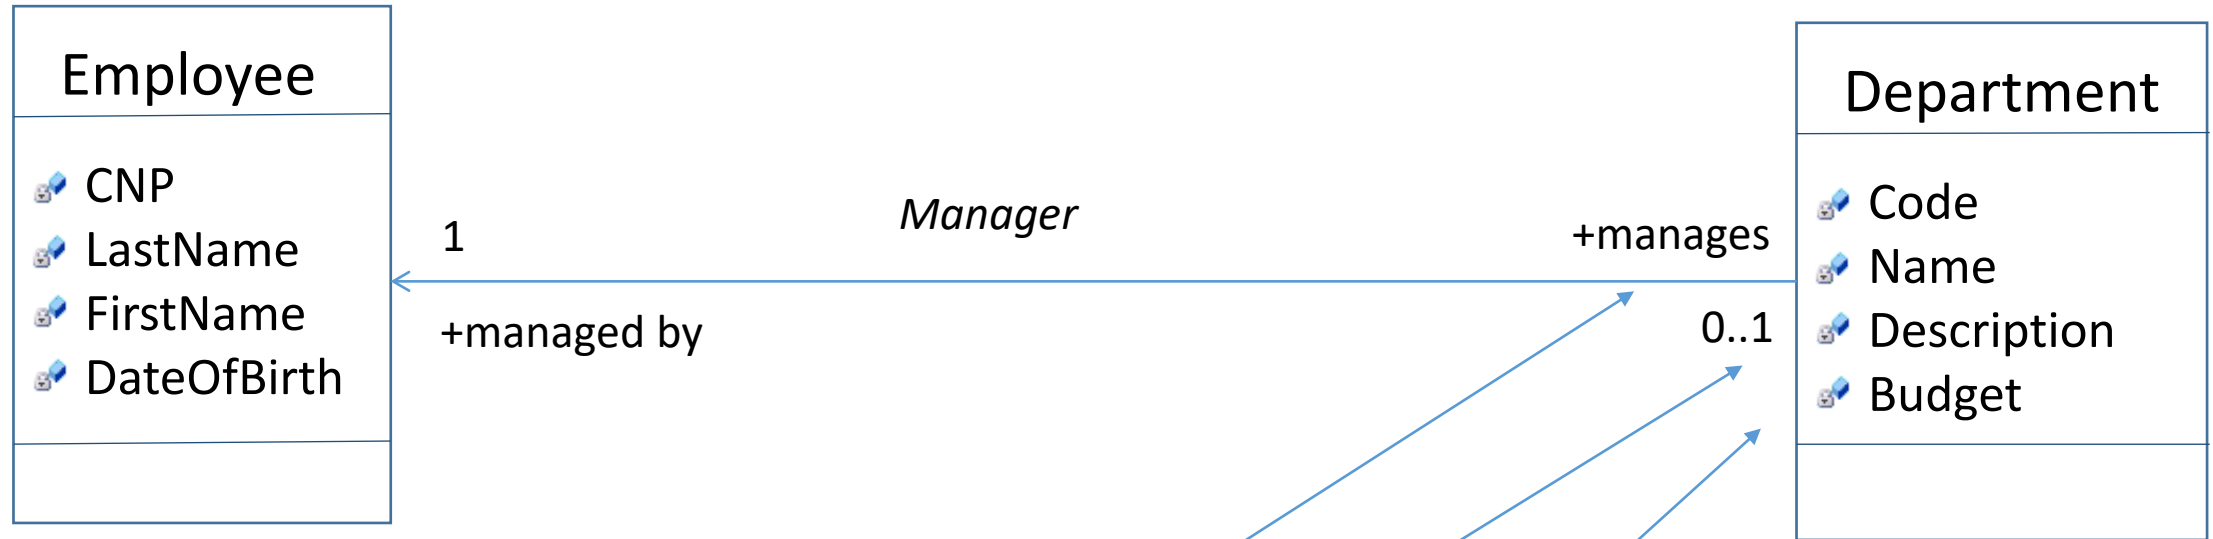 Employee
CNP
LastName
FirstName
DateOfBirth
1
Manager
+manages
+managed by
0..1
Department
Code
Name
Description
Budget